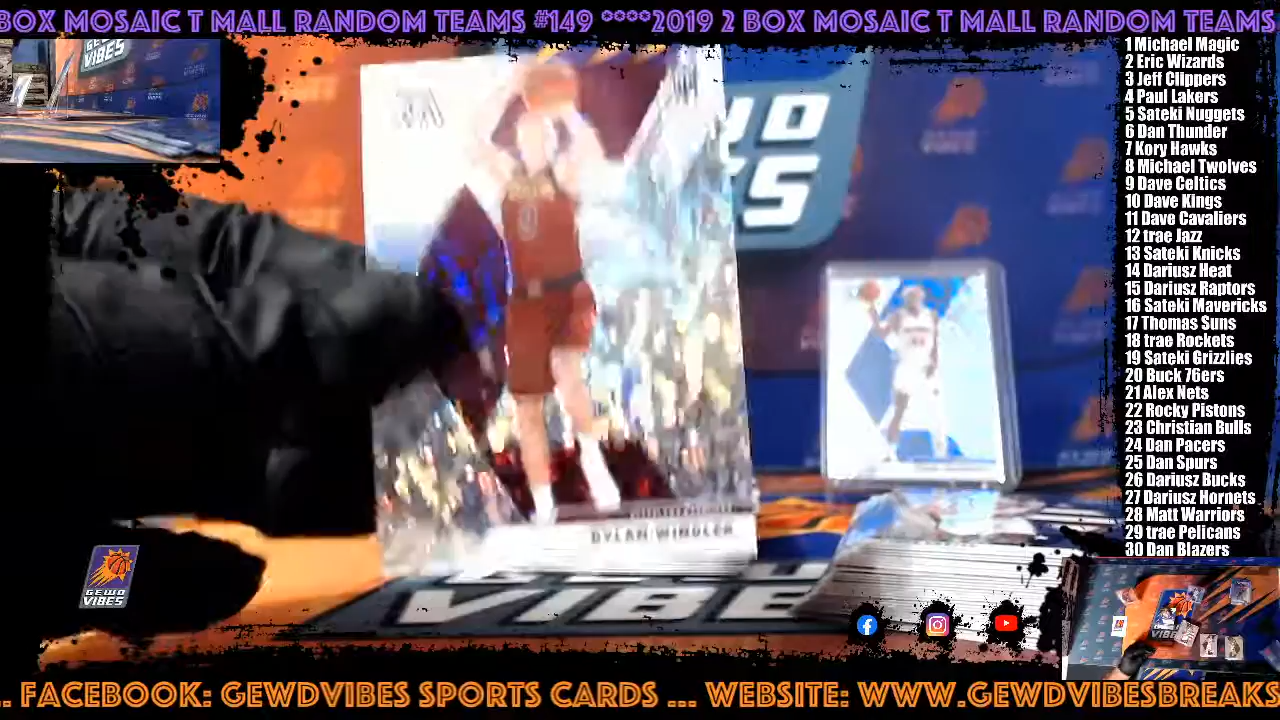 BOX MOSAIC T MALL RANDOM TEAMS #149 ****2019 2 BOX MOSAIC T MALL RANDOM TEAMS
1 Michael Magic
2 Eric Wizards
3 Jeff Clippers
4 Paul Lakers
5 Sateki Nuggets
6 Dan Thunder
7 Kory Hawks
8 Michael Twolves
9 Dave Celtics
10 Dave Kings
11 Dave Cavaliers
12 trae Jazz
13 Sateki Knicks
14 Dariusz Heat
15 Dariusz Raptors
16 Sateki Mavericks
17 Thomas Suns
18 trae Rockets
19 Sateki Grizzlies
20 Buck 76ers
21 Alex Nets
22 Rocky Pistons
23 Christian Bulls
24 Dan Pacers
25 Dan Spurs
26 Dariusz Bucks
27 Dariusz Hornets
28 Matt Warriors
29 trae Pelicans
30 Dan Blazers
DYLAN WINDLER
GEWD
VIBES
.. FACEBOOK: GEWDVIBES SPORTS CARDS ... WEBSITE: WWW.GEWDVIBESBREAKS